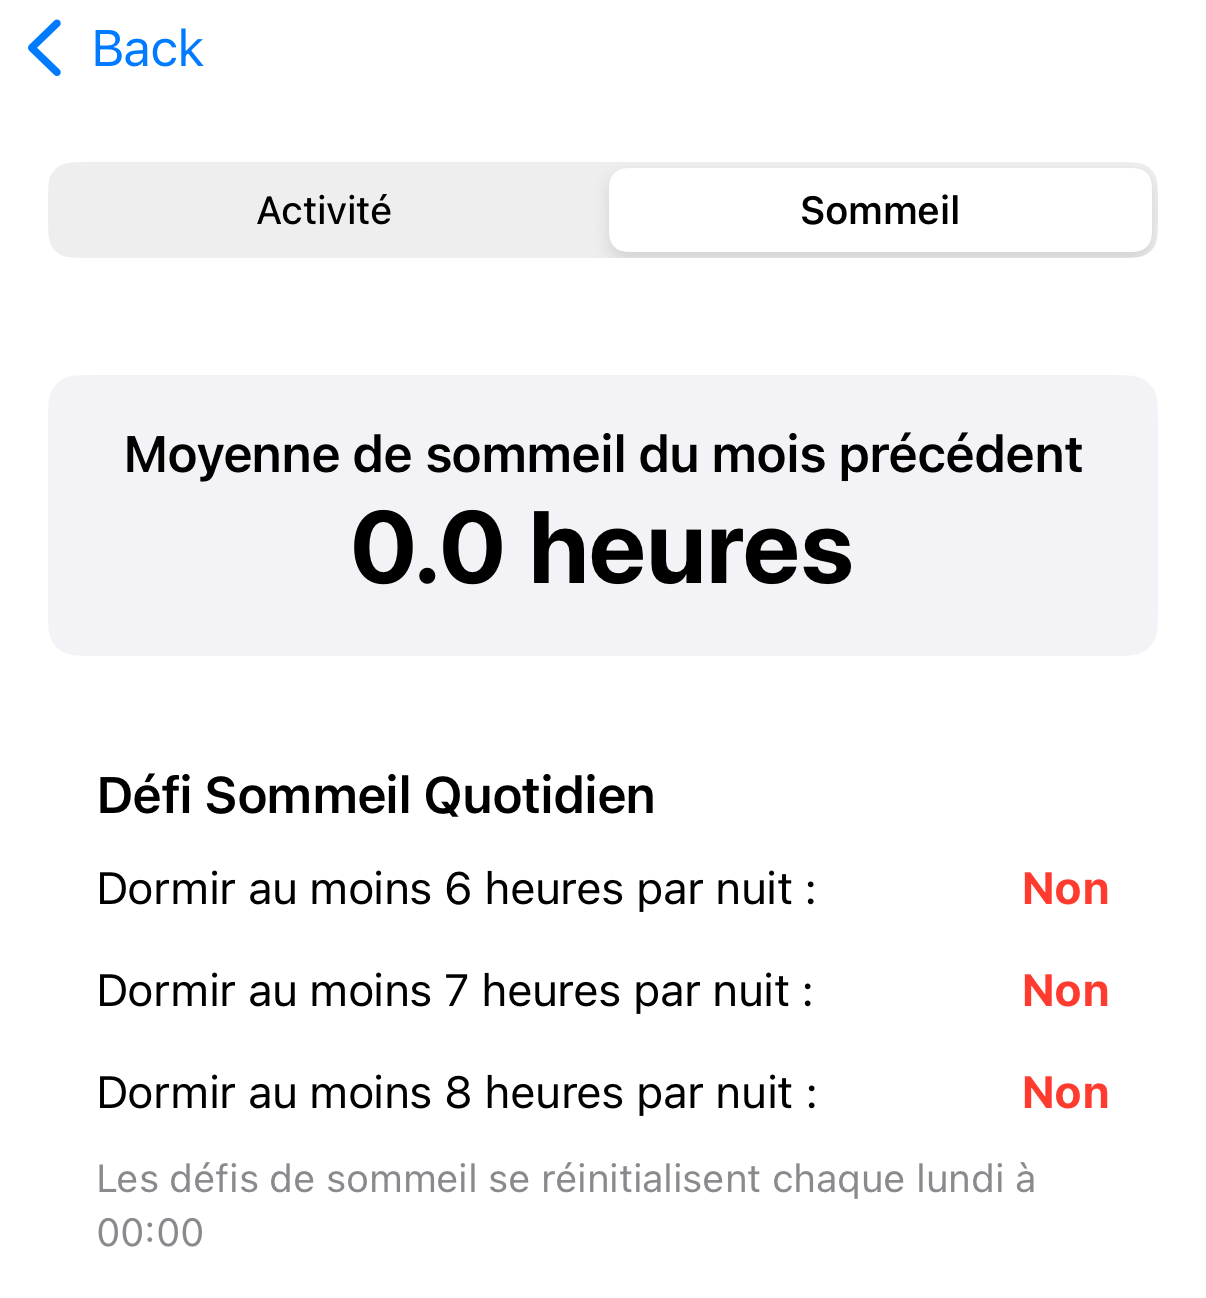 Back
Activité
Sommeil
Moyenne de sommeil du mois précédent
0.0 heures
Défi Sommeil Quotidien
Dormir au moins 6 heures par nuit : Non
Dormir au moins 7 heures par nuit : Non
Dormir au moins 8 heures par nuit : Non
Les défis de sommeil se réinitialisent chaque lundi à
00:00